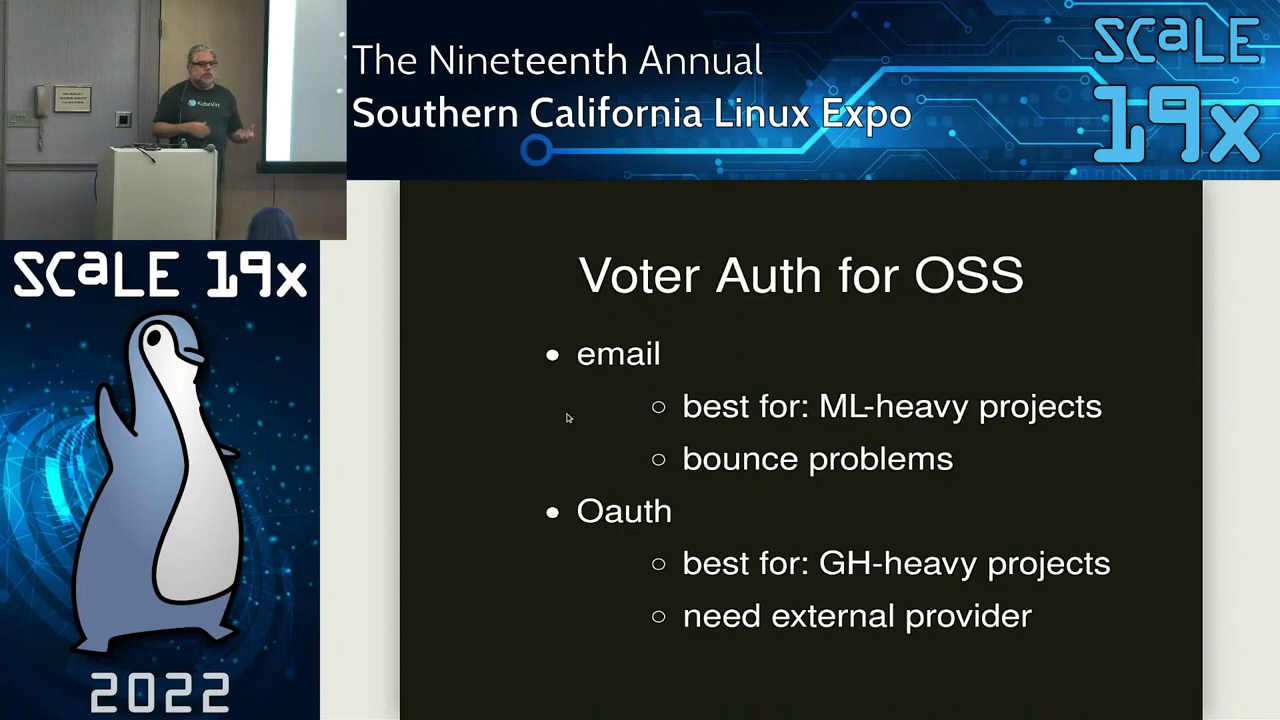 The Nineteenth Annual
Southern California Linux Expo
SCaLE
19x
KubeVirt
SCaLE 19x
2022
Voter Auth for OSS
• email
○ best for: ML-heavy projects
○ bounce problems
• Oauth
○ best for: GH-heavy projects
○ need external provider